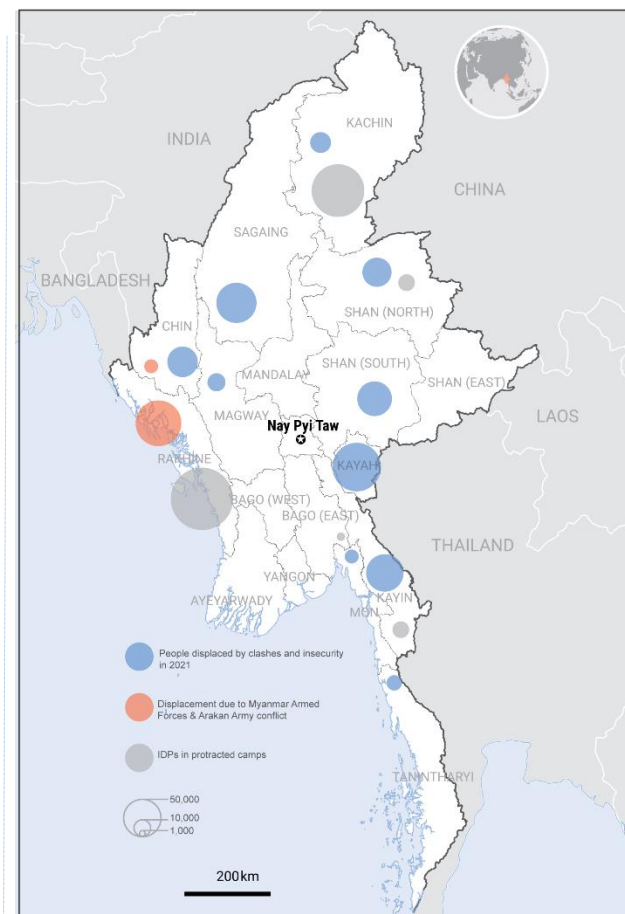 KACHIN
INDIA
CHINA
SAGAING
BANGLADESH
SHAN (NORTH)
CHIN
SHAN (SOUTH)
MANDALAY
SHAN (EAST)
MAGWAY
LAOS
Nay Pyi Taw
RAKHINE
KAYAH
BAGO (WEST)
BAGO (EAST)
THAILAND
YANGON
AYEYARWADY
KAYIN
MON
People displaced by clashes and insecurity
in 2021
Displacement due to Myanmar Armed
Forces & Arakan Army conflict
IDPs in protracted camps
TANINTHARYI
50,000
10,000
1,000
200km